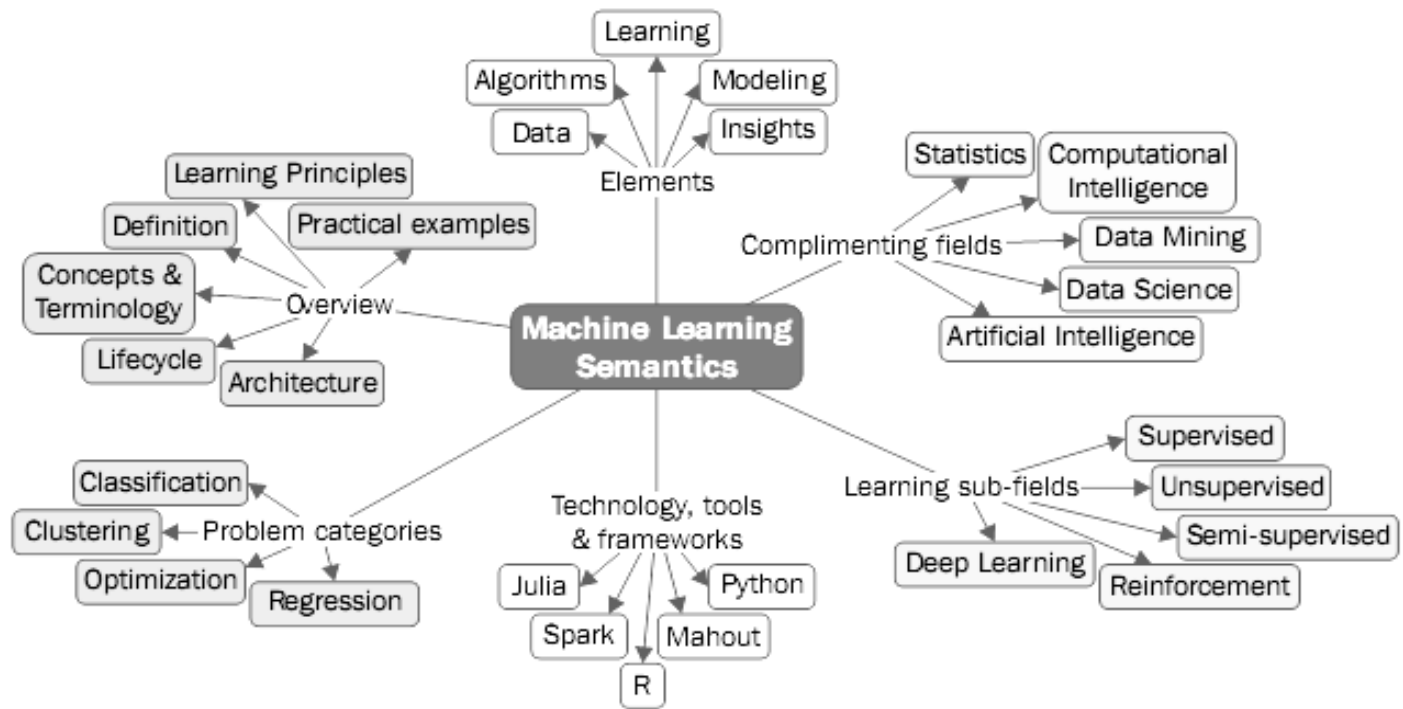 Learning
Algorithms
Modeling
Data
Insights
Elements
Statistics
Computational
Intelligence
Complimenting fields
Data Mining
Data Science
Artificial Intelligence
Learning Principles
Definition
Practical examples
Concepts &
Terminology
Overview
Lifecycle
Architecture
Machine Learning
Semantics
Classification
Clustering
Problem categories
Optimization
Regression
Technology, tools
& frameworks
Julia
Python
Spark
Mahout
R
Supervised
Learning sub-fields
Unsupervised
Semi-supervised
Deep Learning
Reinforcement